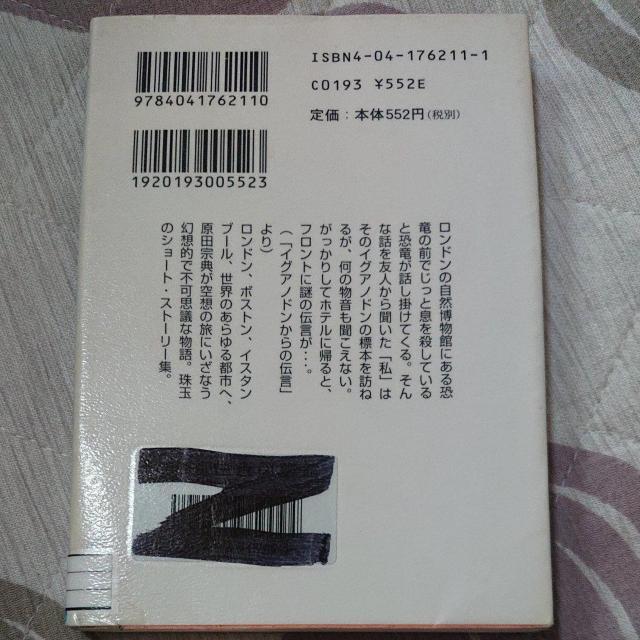 ISBN4-04-176211-1
C0193 ¥552E
定価：本体552円(税別)
9784041762110
1920193005523
ロンドンの自然博物館にある恐
竜の前でじっと息を殺している
と恐竜が話し掛けてくる。そん
な話を友人から聞いた「私」は
そのイグアノドンの標本を訪ね
るが、何の物音も聞こえない。
がっかりしてホテルに帰ると、
フロントに謎の伝言が…。
(「イグアノドンからの伝言」
より)
ロンドン、ボストン、イスタン
ブール、世界のあらゆる都市へ、
原田宗典が空想の旅にいざなう
幻想的で不可思議な物語。珠玉
のショート・ストーリー集。